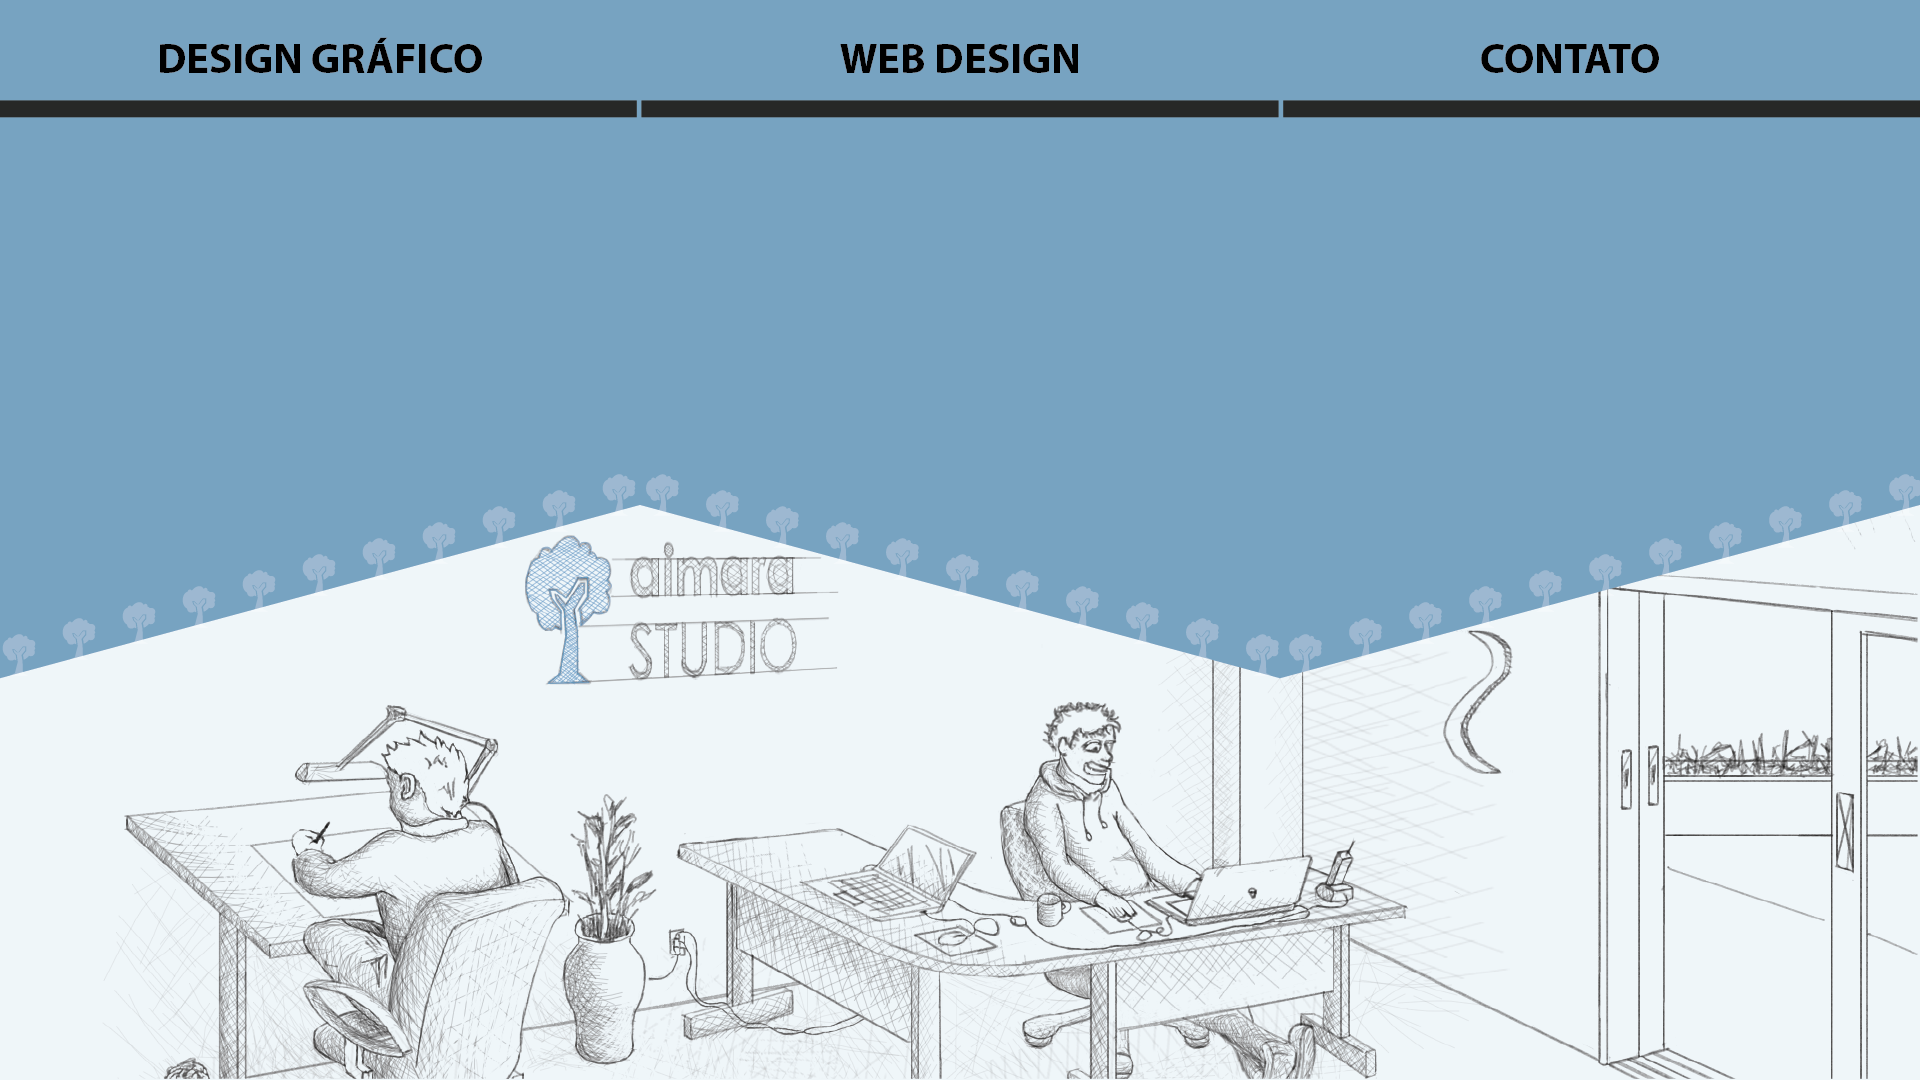 DESIGN GRÁFICO
WEB DESIGN
CONTATO
aimara
STUDIO